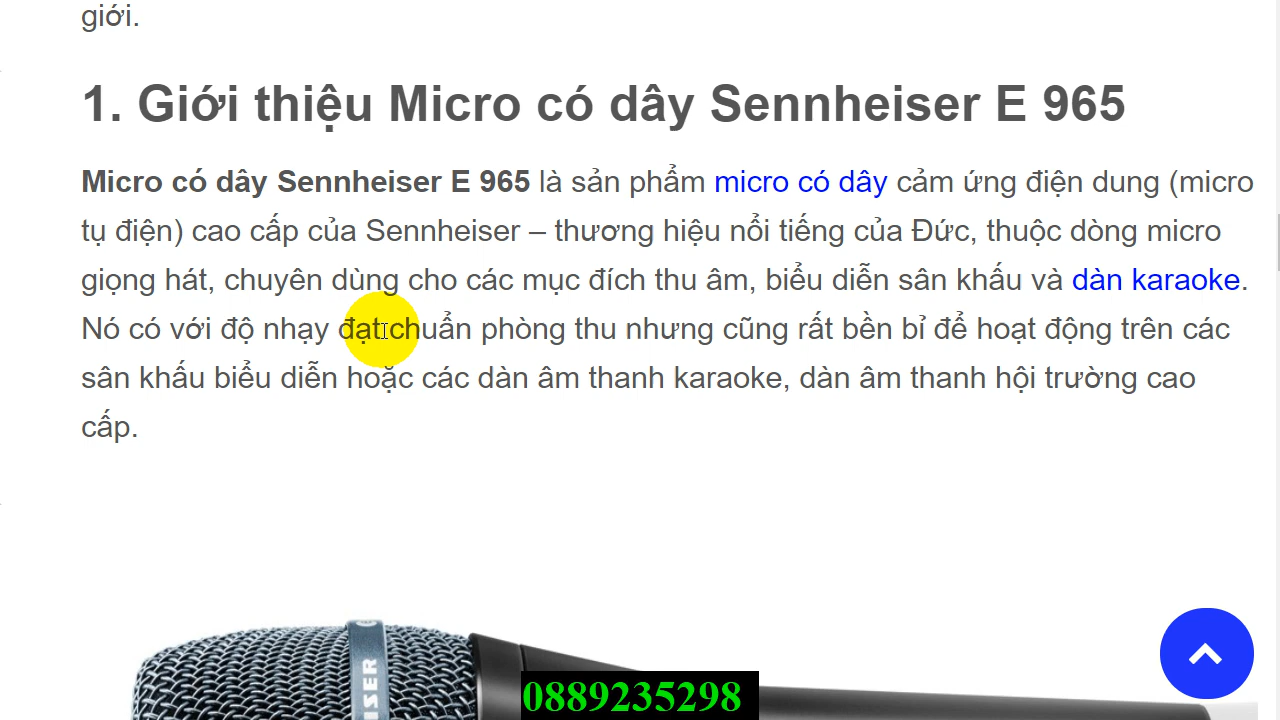 giới.
1. Giới thiệu Micro có dây Sennheiser E 965
Micro có dây Sennheiser E 965 là sản phẩm micro có dây cảm ứng điện dung (micro
tụ điện) cao cấp của Sennheiser – thương hiệu nổi tiếng của Đức, thuộc dòng micro
giọng hát, chuyên dùng cho các mục đích thu âm, biểu diễn sân khấu và dàn karaoke.
Nó có với độ nhạy đạt chuẩn phòng thu nhưng cũng rất bền bỉ để hoạt động trên các
sân khấu biểu diễn hoặc các dàn âm thanh karaoke, dàn âm thanh hội trường cao
cấp.
ISER
0889235298